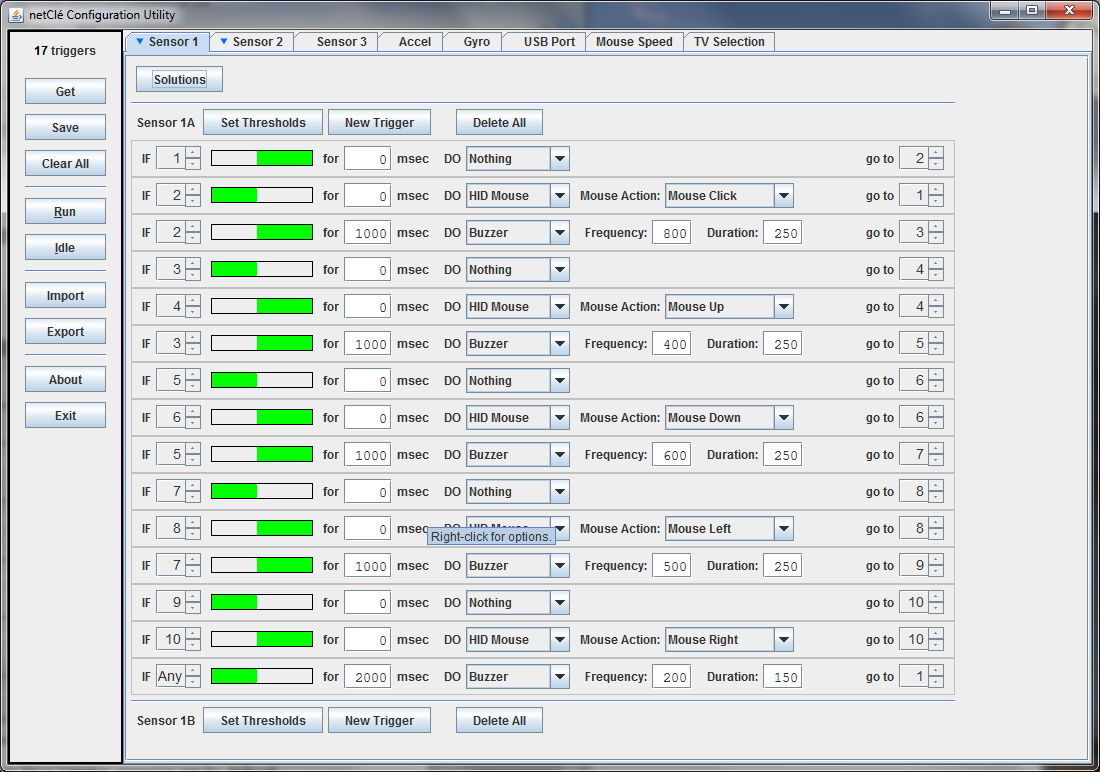 netClé Configuration Utility
17 triggers
Get
Save
Clear All
Run
Idle
Import
Export
About
Exit
Sensor 1 Sensor 2 Sensor 3 Accel Gyro USB Port Mouse Speed TV Selection
Solutions
Sensor 1A Set Thresholds New Trigger Delete All
IF 1 for 0 msec DO Nothing go to 2
IF 2 for 0 msec DO HID Mouse Mouse Action: Mouse Click go to 1
IF 2 for 1000 msec DO Buzzer Frequency: 800 Duration: 250 go to 3
IF 3 for 0 msec DO Nothing go to 4
IF 4 for 0 msec DO HID Mouse Mouse Action: Mouse Up go to 4
IF 3 for 1000 msec DO Buzzer Frequency: 400 Duration: 250 go to 5
IF 5 for 0 msec DO Nothing go to 6
IF 6 for 0 msec DO HID Mouse Mouse Action: Mouse Down go to 6
IF 5 for 1000 msec DO Buzzer Frequency: 600 Duration: 250 go to 7
IF 7 for 0 msec DO Nothing go to 8
IF 8 for 0 msec DO HID Mouse Mouse Action: Mouse Left go to 8
Right-click for options.
IF 7 for 1000 msec DO Buzzer Frequency: 500 Duration: 250 go to 9
IF 9 for 0 msec DO Nothing go to 10
IF 10 for 0 msec DO HID Mouse Mouse Action: Mouse Right go to 10
IF Any for 2000 msec DO Buzzer Frequency: 200 Duration: 150 go to 1
Sensor 1B Set Thresholds New Trigger Delete All